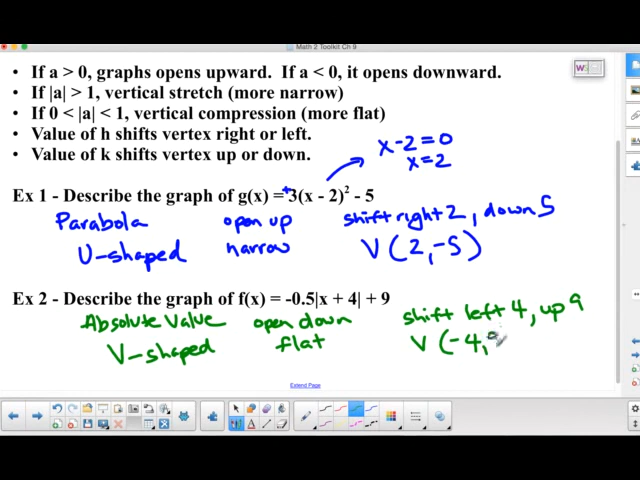 Math 2 Toolkit Ch 9
• If a > 0, graphs opens upward. If a < 0, it opens downward.
• If |a| > 1, vertical stretch (more narrow)
• If 0 < |a| < 1, vertical compression (more flat)
• Value of h shifts vertex right or left.
• Value of k shifts vertex up or down.
x-2=0
x=2
Ex 1 - Describe the graph of g(x) = +3(x - 2)² - 5
Parabola open up shift right 2, down 5
U-shaped narrow V (2,-5)
Ex 2 - Describe the graph of f(x) = -0.5|x + 4| + 9
Absolute Value open down shift left 4, up 9
V-shaped flat V (-4,
Extend Page